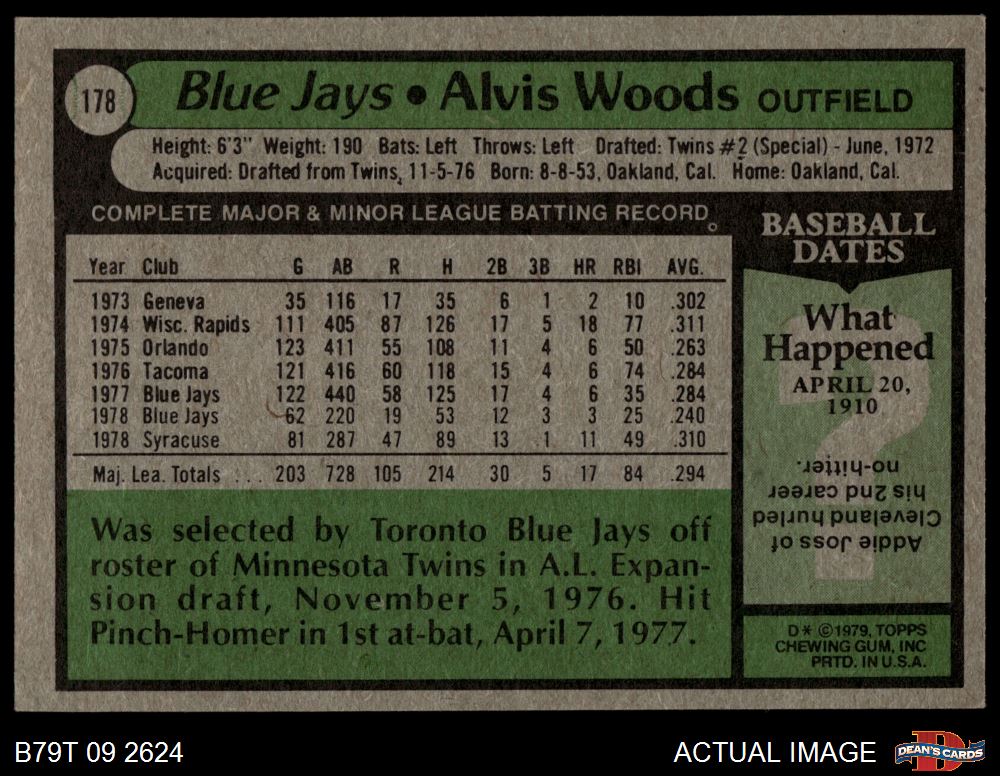 178
Blue Jays • Alvis Woods OUTFIELD
Height: 6'3" Weight: 190 Bats: Left Throws: Left Drafted: Twins #2 (Special) - June, 1972
Acquired: Drafted from Twins, 11-5-76 Born: 8-8-53, Oakland, Cal. Home: Oakland, Cal.
COMPLETE MAJOR & MINOR LEAGUE BATTING RECORD
Year Club G AB R H 2B 3B HR RBI AVG.
1973 Geneva 35 116 17 35 6 1 2 10 .302
1974 Wisc. Rapids 111 405 87 126 17 5 18 77 .311
1975 Orlando 123 411 55 108 11 4 6 50 .263
1976 Tacoma 121 416 60 118 15 4 6 74 .284
1977 Blue Jays 122 440 58 125 17 4 6 35 .284
1978 Blue Jays 62 220 19 53 12 3 3 25 .240
1978 Syracuse 81 287 47 89 13 1 11 49 .310
Maj. Lea. Totals ... 203 728 105 214 30 5 17 84 .294
Was selected by Toronto Blue Jays off
roster of Minnesota Twins in A.L. Expan-
sion draft, November 5, 1976. Hit
Pinch-Homer in 1st at-bat, April 7, 1977.
BASEBALL
DATES
What
Happened
APRIL 20,
1910
?
Addie Joss of
Cleveland hurled
his 2nd career
no-hitter.
D* ©1979, TOPPS
CHEWING GUM, INC
PRTD. IN U.S.A.
B79T 09 2624
ACTUAL IMAGE
DEAN'S CARDS